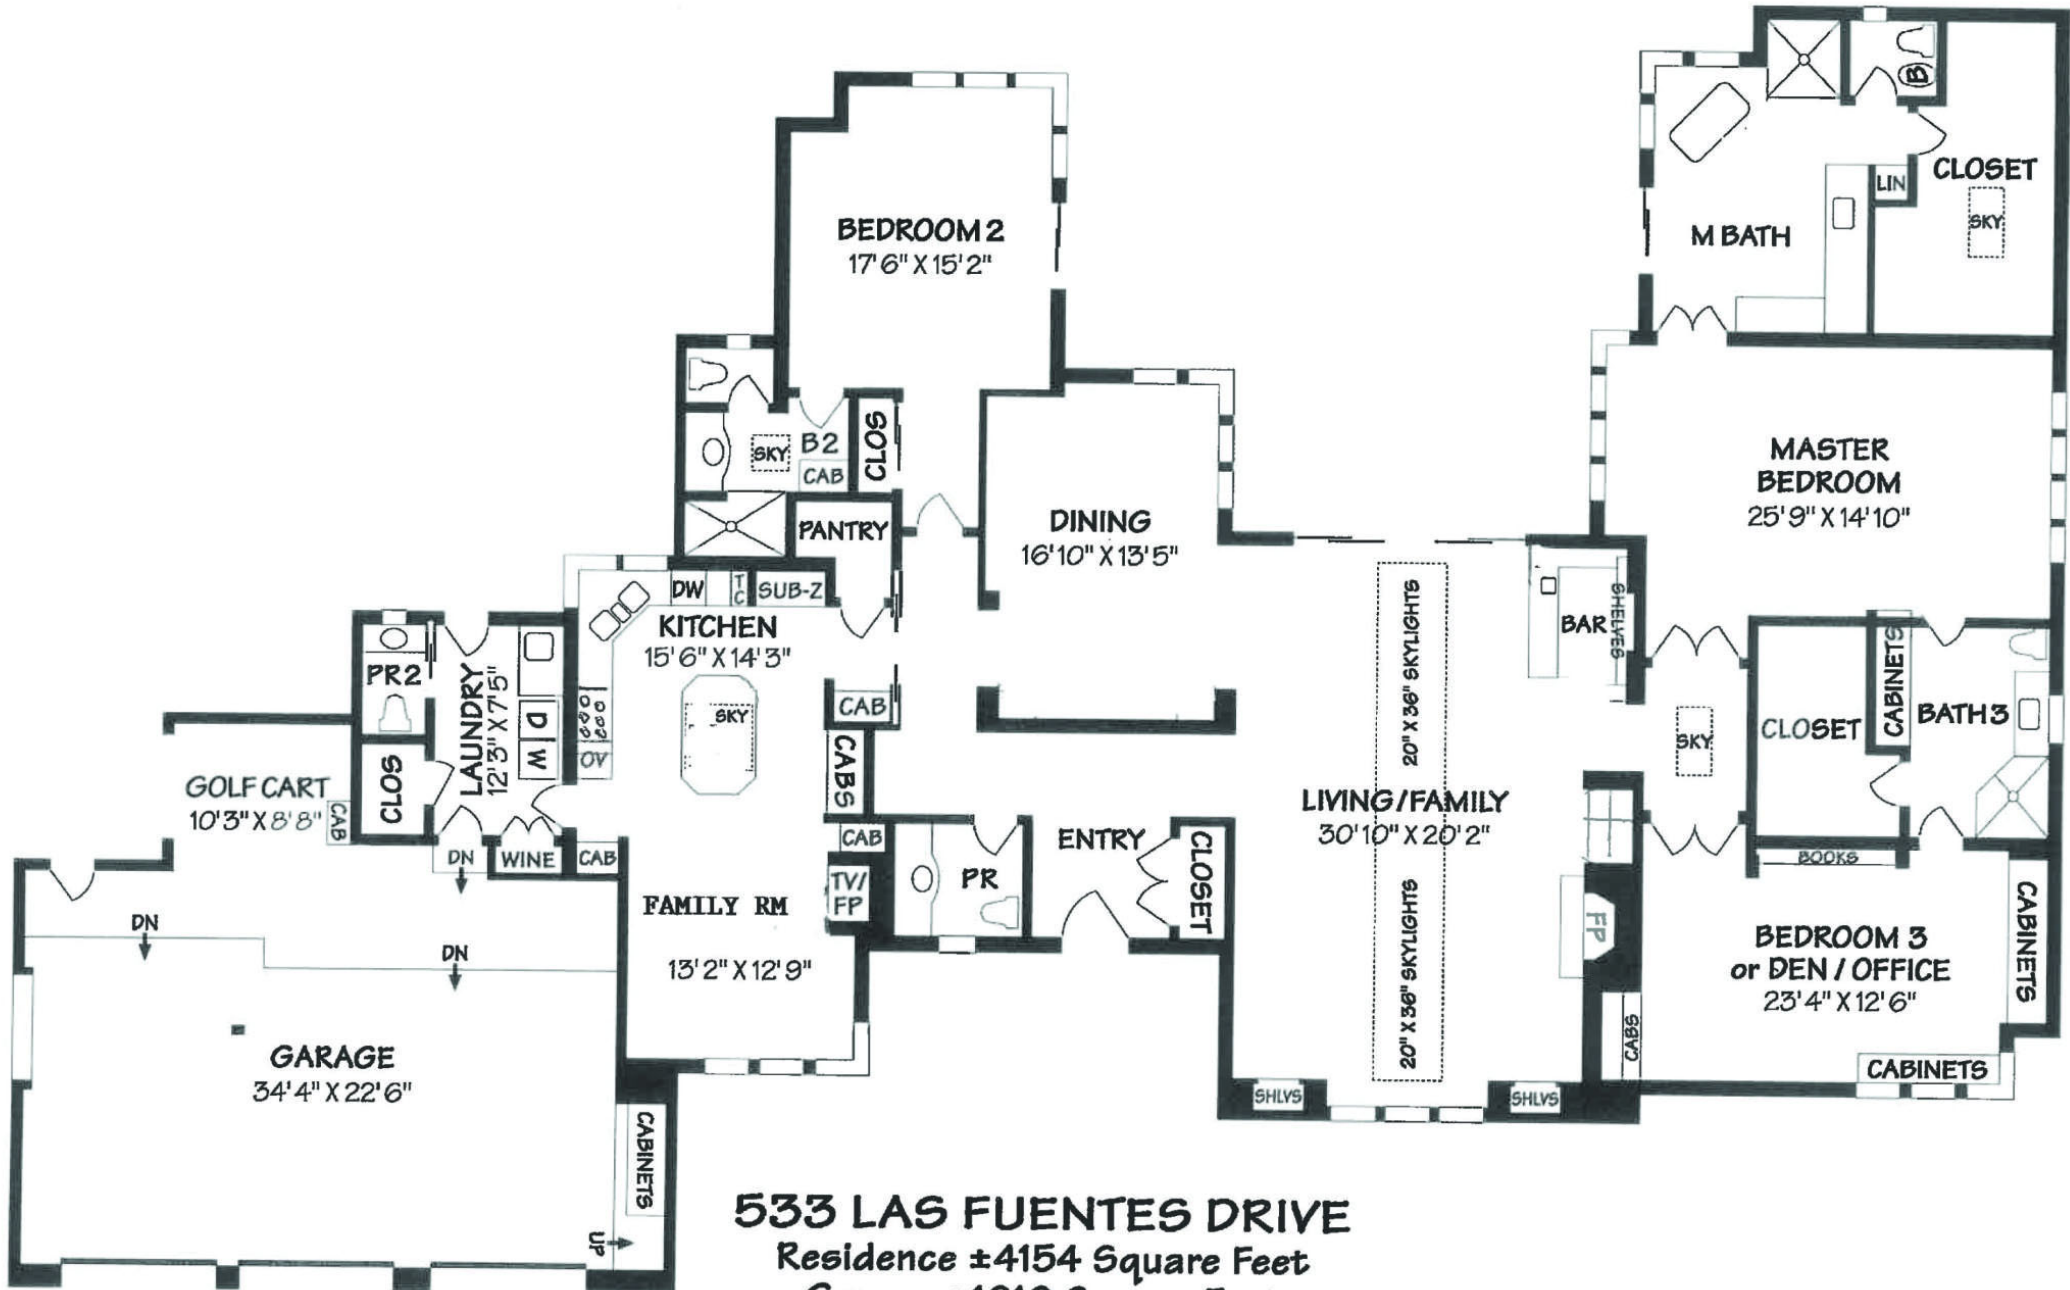 BEDROOM 2
17'6" X 15'2"
B
CLOSET
LIN
SKY
M BATH
MASTER
BEDROOM
25'9" X 14'10"
SKY
B2
CAB
CLOS
PANTRY
DINING
16'10" X 13'5"
DW
TC
SUB-Z
KITCHEN
15'6" X 14'3"
SKY
OV
CAB
CABS
CAB
TV/
FP
PR2
LAUNDRY
12'3" X 7'5"
D
W
CLOS
GOLF CART
10'3" X 8'8"
CAB
DN
WINE
CAB
FAMILY RM
13'2" X 12'9"
PR
ENTRY
CLOSET
20" X 36" SKYLIGHTS
LIVING/FAMILY
30'10" X 20'2"
20" X 36" SKYLIGHTS
BAR
SHELVES
SKY
CLOSET
CABINETS
BATH 3
BOOKS
FP
BEDROOM 3
or DEN / OFFICE
23'4" X 12'6"
CABINETS
CABS
CABINETS
SHLVS
SHLVS
DN
DN
GARAGE
34'4" X 22'6"
CABINETS
UP
533 LAS FUENTES DRIVE
Residence ±4154 Square Feet